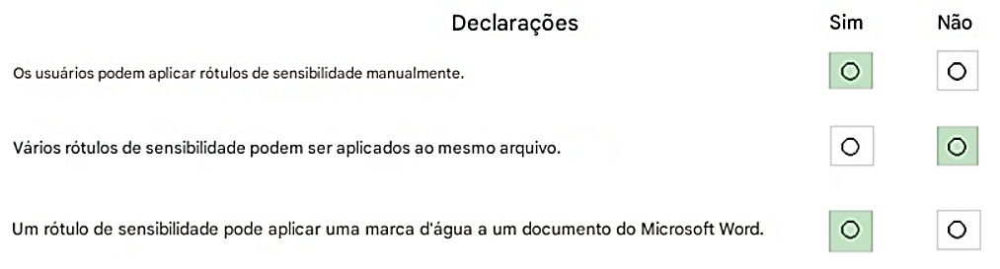 Declarações Sim Não
Os usuários podem aplicar rótulos de sensibilidade manualmente.
Vários rótulos de sensibilidade podem ser aplicados ao mesmo arquivo.
Um rótulo de sensibilidade pode aplicar uma marca d'água a um documento do Microsoft Word.